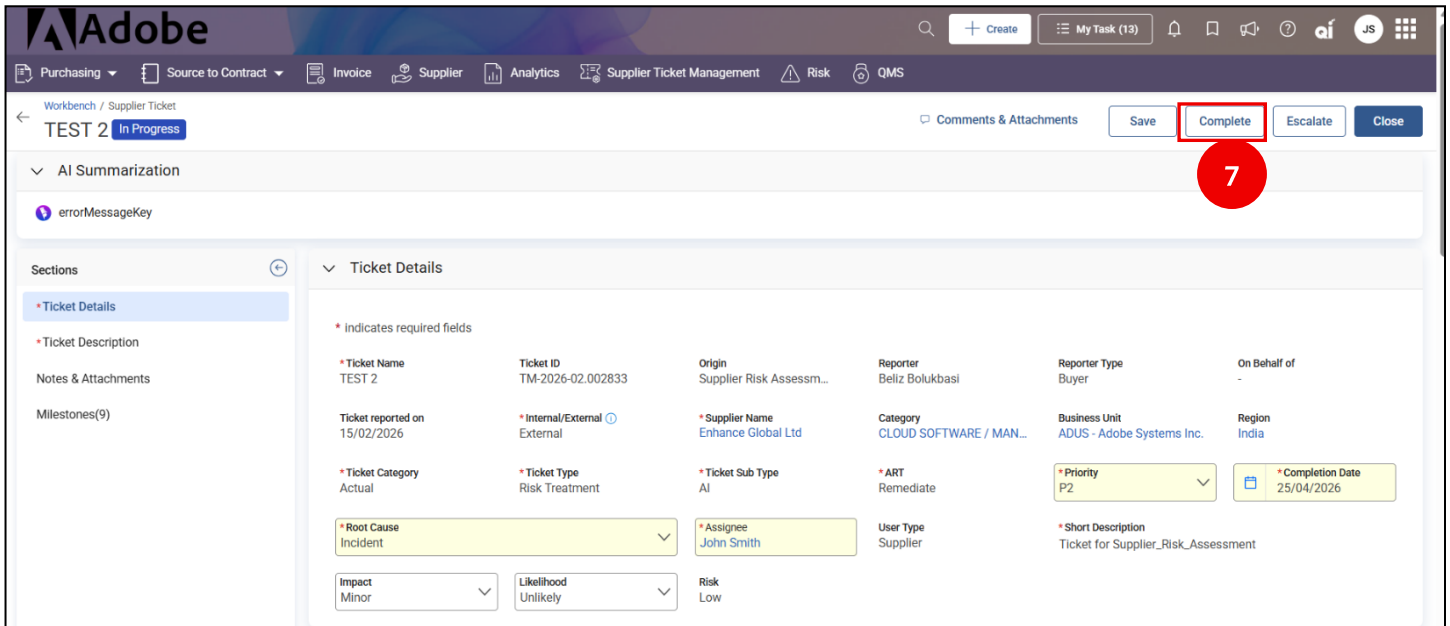 Adobe
Create
My Task (13)
JS
Purchasing
Source to Contract
Invoice
Supplier
Analytics
Supplier Ticket Management
Risk
QMS
Workbench / Supplier Ticket
TEST 2 In Progress
Comments & Attachments
Save
Complete
Escalate
Close
7
AI Summarization
errorMessageKey
Sections
*Ticket Details
*Ticket Description
Notes & Attachments
Milestones(9)
Ticket Details
* indicates required fields
*Ticket Name
TEST 2
Ticket ID
TM-2026-02.002833
Origin
Supplier Risk Assessm...
Reporter
Beliz Bolukbasi
Reporter Type
Buyer
On Behalf of
-
Ticket reported on
15/02/2026
*Internal/External
External
*Supplier Name
Enhance Global Ltd
Category
CLOUD SOFTWARE / MAN...
Business Unit
ADUS - Adobe Systems Inc.
Region
India
*Ticket Category
Actual
*Ticket Type
Risk Treatment
*Ticket Sub Type
AI
*ART
Remediate
*Priority
P2
*Completion Date
25/04/2026
*Root Cause
Incident
*Assignee
John Smith
User Type
Supplier
*Short Description
Ticket for Supplier_Risk_Assessment
Impact
Minor
Likelihood
Unlikely
Risk
Low